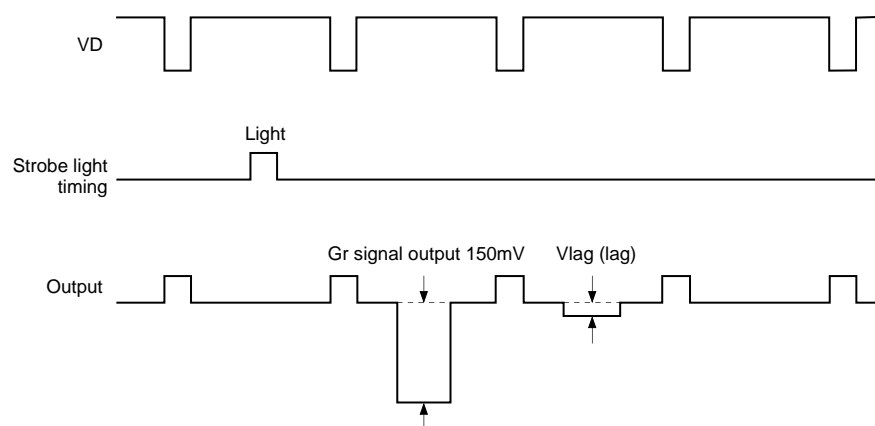 VD
Light
Strobe light
timing
Gr signal output 150mV
Vlag (lag)
Output